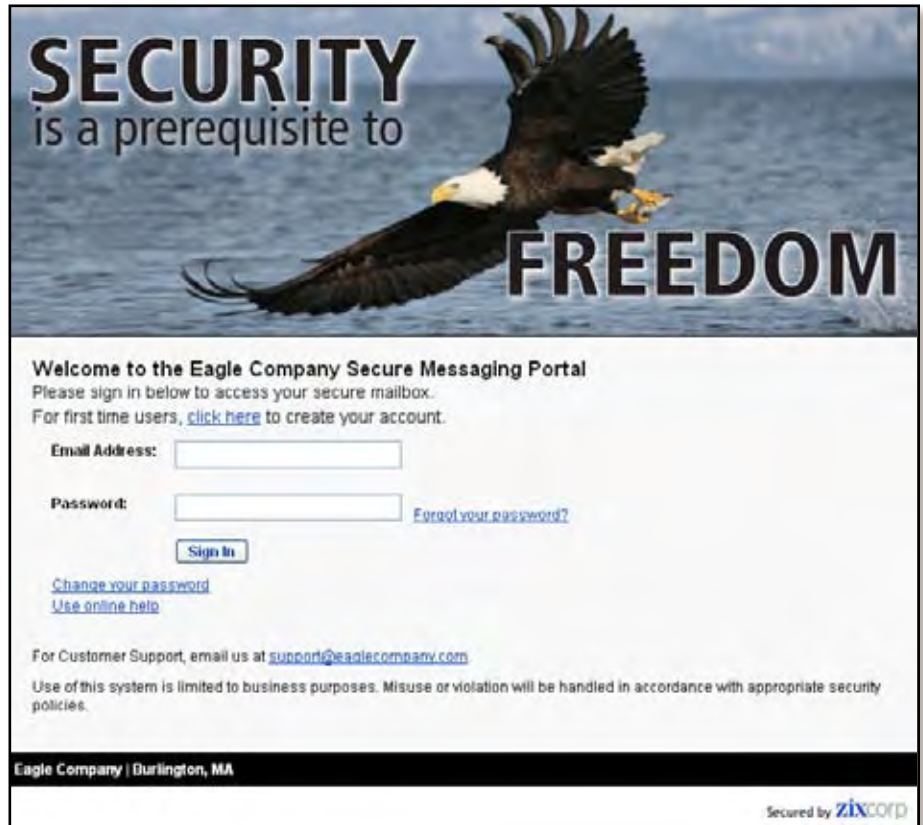 SECURITY
is a prerequisite to
FREEDOM
Welcome to the Eagle Company Secure Messaging Portal
Please sign in below to access your secure mailbox.
For first time users, click here to create your account.
Email Address:
Password:
Forgot your password?
Sign In
Change your password
Use online help
For Customer Support, email us at support@eaglecompany.com
Use of this system is limited to business purposes. Misuse or violation will be handled in accordance with appropriate security
policies.
Eagle Company | Burlington, MA
Secured by zixcorp